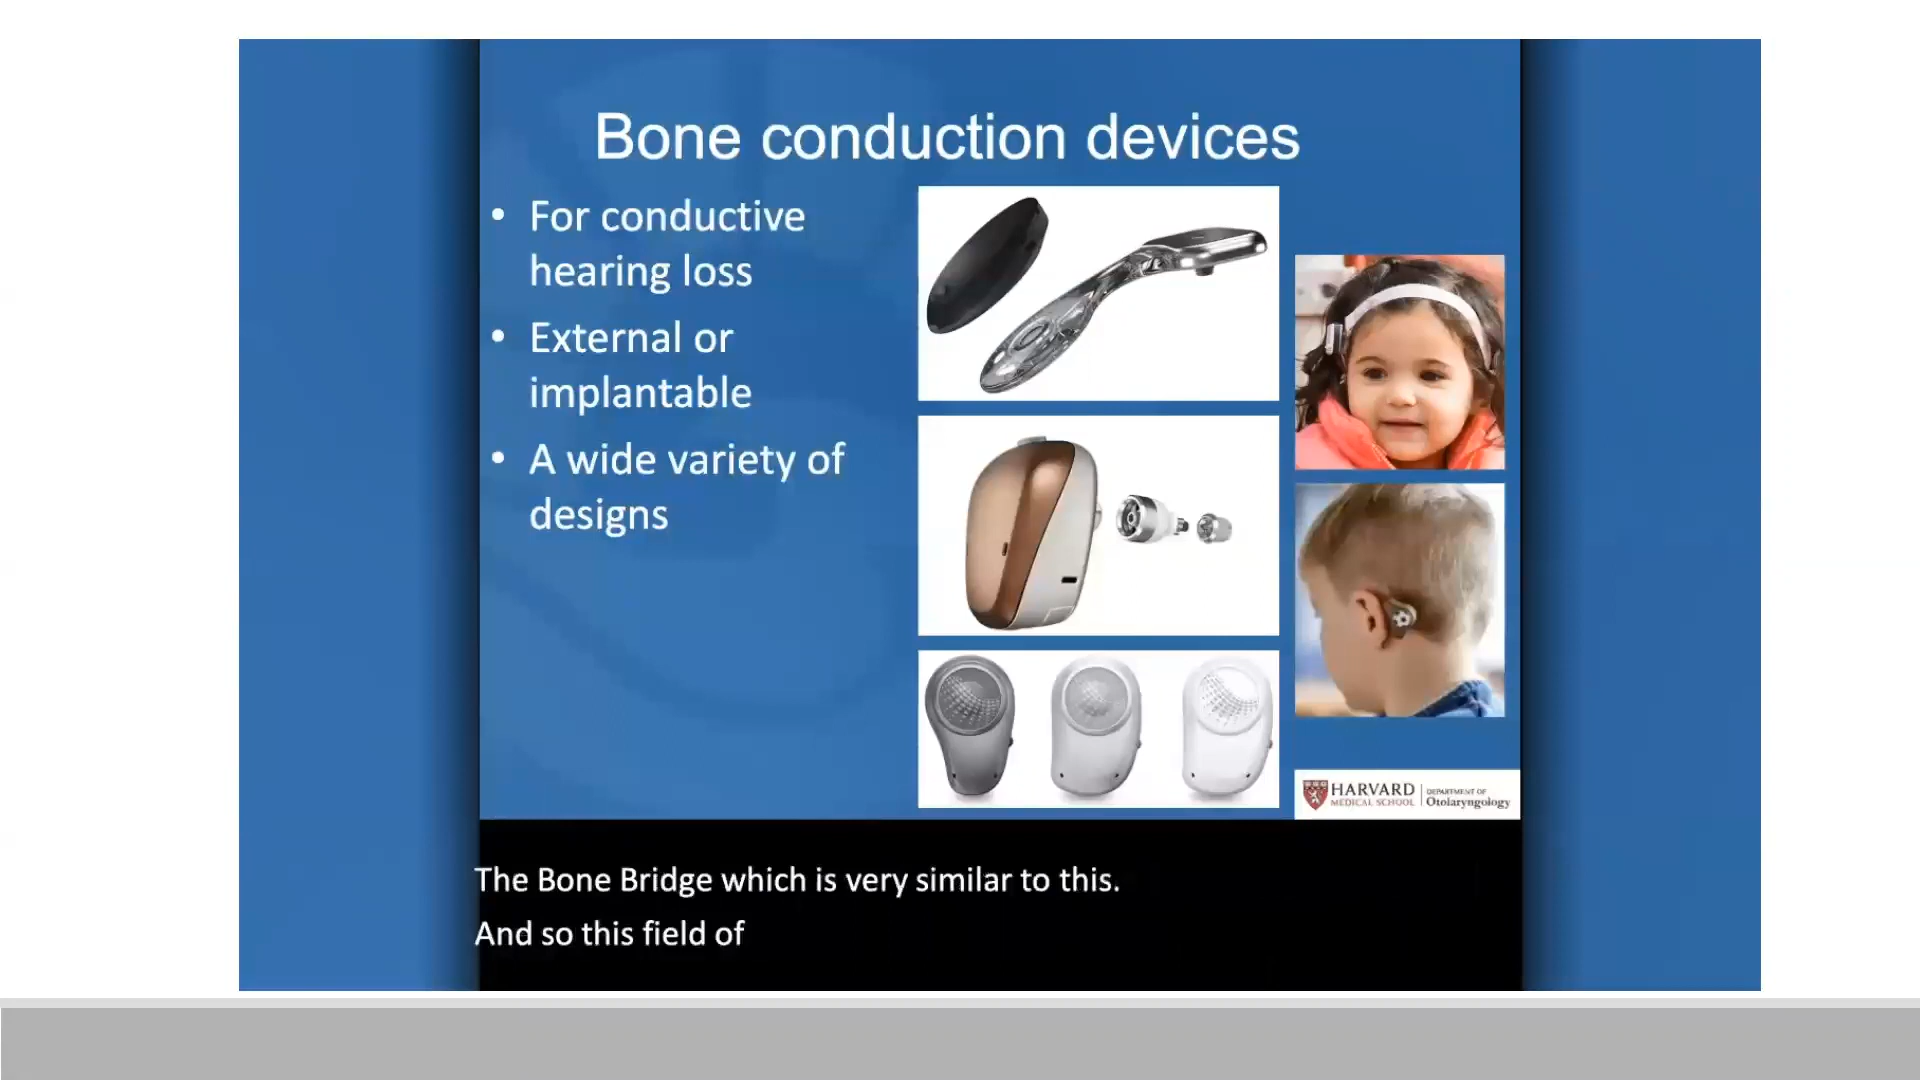 Bone conduction devices
• For conductive
hearing loss
• External or
implantable
• A wide variety of
designs
HARVARD
MEDICAL SCHOOL
DEPARTMENT OF
Otolaryngology
The Bone Bridge which is very similar to this.
And so this field of